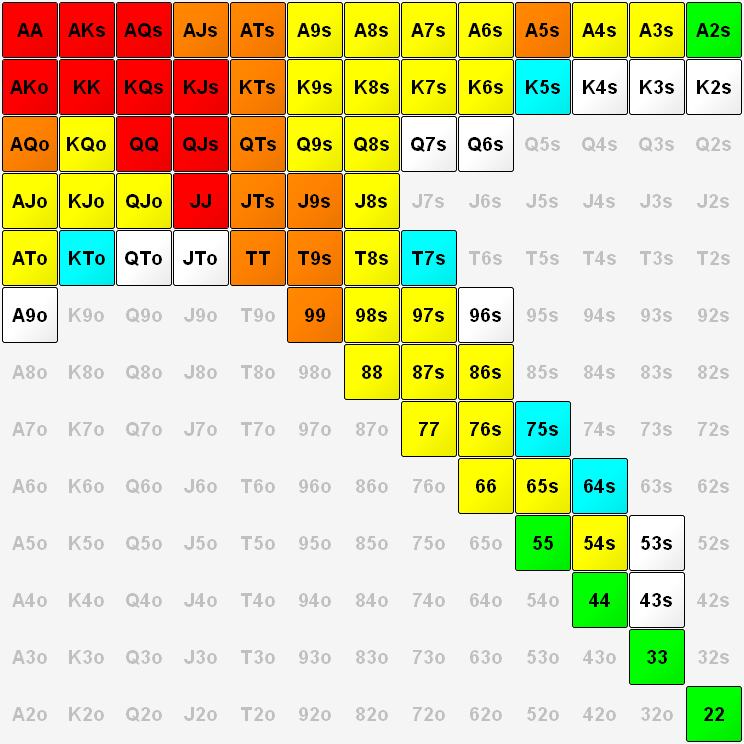 AA AKs AQs AJs ATs A9s A8s A7s A6s A5s A4s A3s A2s
AKo KK KQs KJs KTs K9s K8s K7s K6s K5s K4s K3s K2s
AQo KQo QQ QJs QTs Q9s Q8s Q7s Q6s Q5s Q4s Q3s Q2s
AJo KJo QJo JJ JTs J9s J8s J7s J6s J5s J4s J3s J2s
ATo KTo QTo JTo TT T9s T8s T7s T6s T5s T4s T3s T2s
A9o K9o Q9o J9o T9o 99 98s 97s 96s 95s 94s 93s 92s
A8o K8o Q8o J8o T8o 98o 88 87s 86s 85s 84s 83s 82s
A7o K7o Q7o J7o T7o 97o 87o 77 76s 75s 74s 73s 72s
A6o K6o Q6o J6o T6o 96o 86o 76o 66 65s 64s 63s 62s
A5o K5o Q5o J5o T5o 95o 85o 75o 65o 55 54s 53s 52s
A4o K4o Q4o J4o T4o 94o 84o 74o 64o 54o 44 43s 42s
A3o K3o Q3o J3o T3o 93o 83o 73o 63o 53o 43o 33 32s
A2o K2o Q2o J2o T2o 92o 82o 72o 62o 52o 42o 32o 22